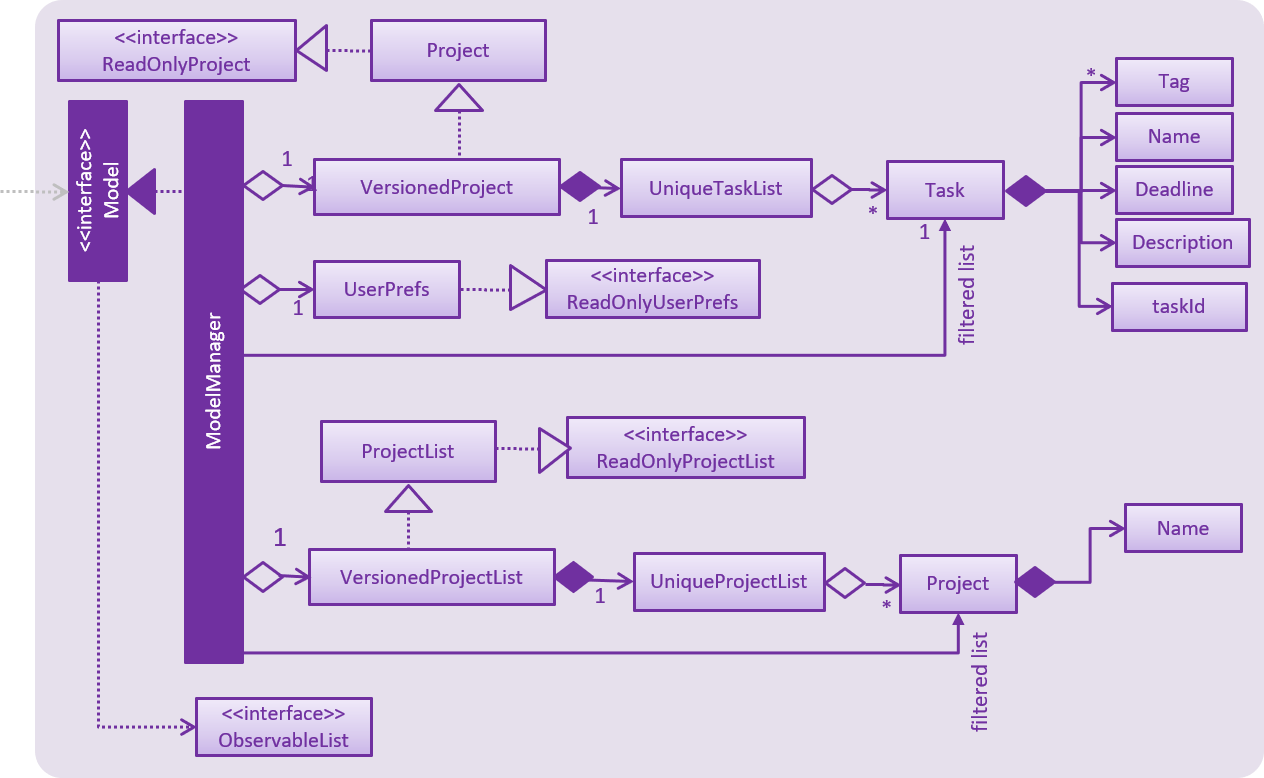 <<interface>>
ReadOnlyProject
Project
<<interface>>
Model
ModelManager
1
1
VersionedProject
1
UniqueTaskList
*
Task
1
*
Tag
Name
Deadline
Description
taskId
filtered list
1
UserPrefs
<<interface>>
ReadOnlyUserPrefs
ProjectList
<<interface>>
ReadOnlyProjectList
1
VersionedProjectList
1
UniqueProjectList
*
Project
Name
filtered list
<<interface>>
ObservableList